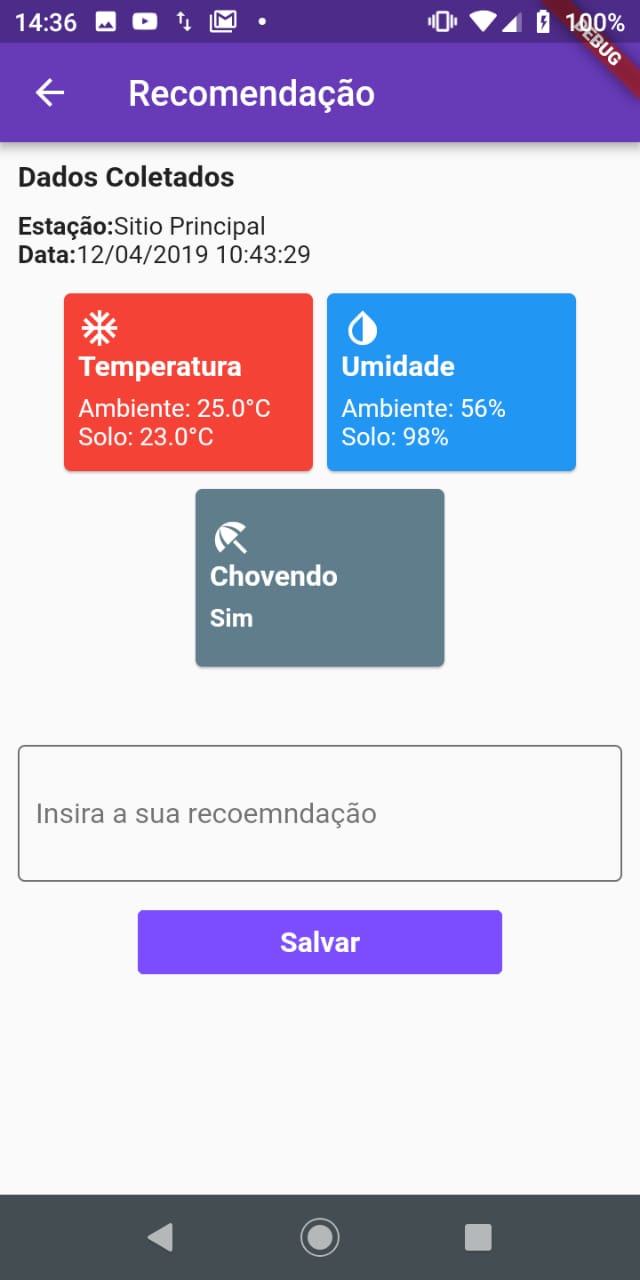 14:36
100%
DEBUG
Recomendação
Dados Coletados
Estação:Sitio Principal
Data:12/04/2019 10:43:29
Temperatura
Ambiente: 25.0°C
Solo: 23.0°C
Umidade
Ambiente: 56%
Solo: 98%
Chovendo
Sim
Insira a sua recoemndação
Salvar